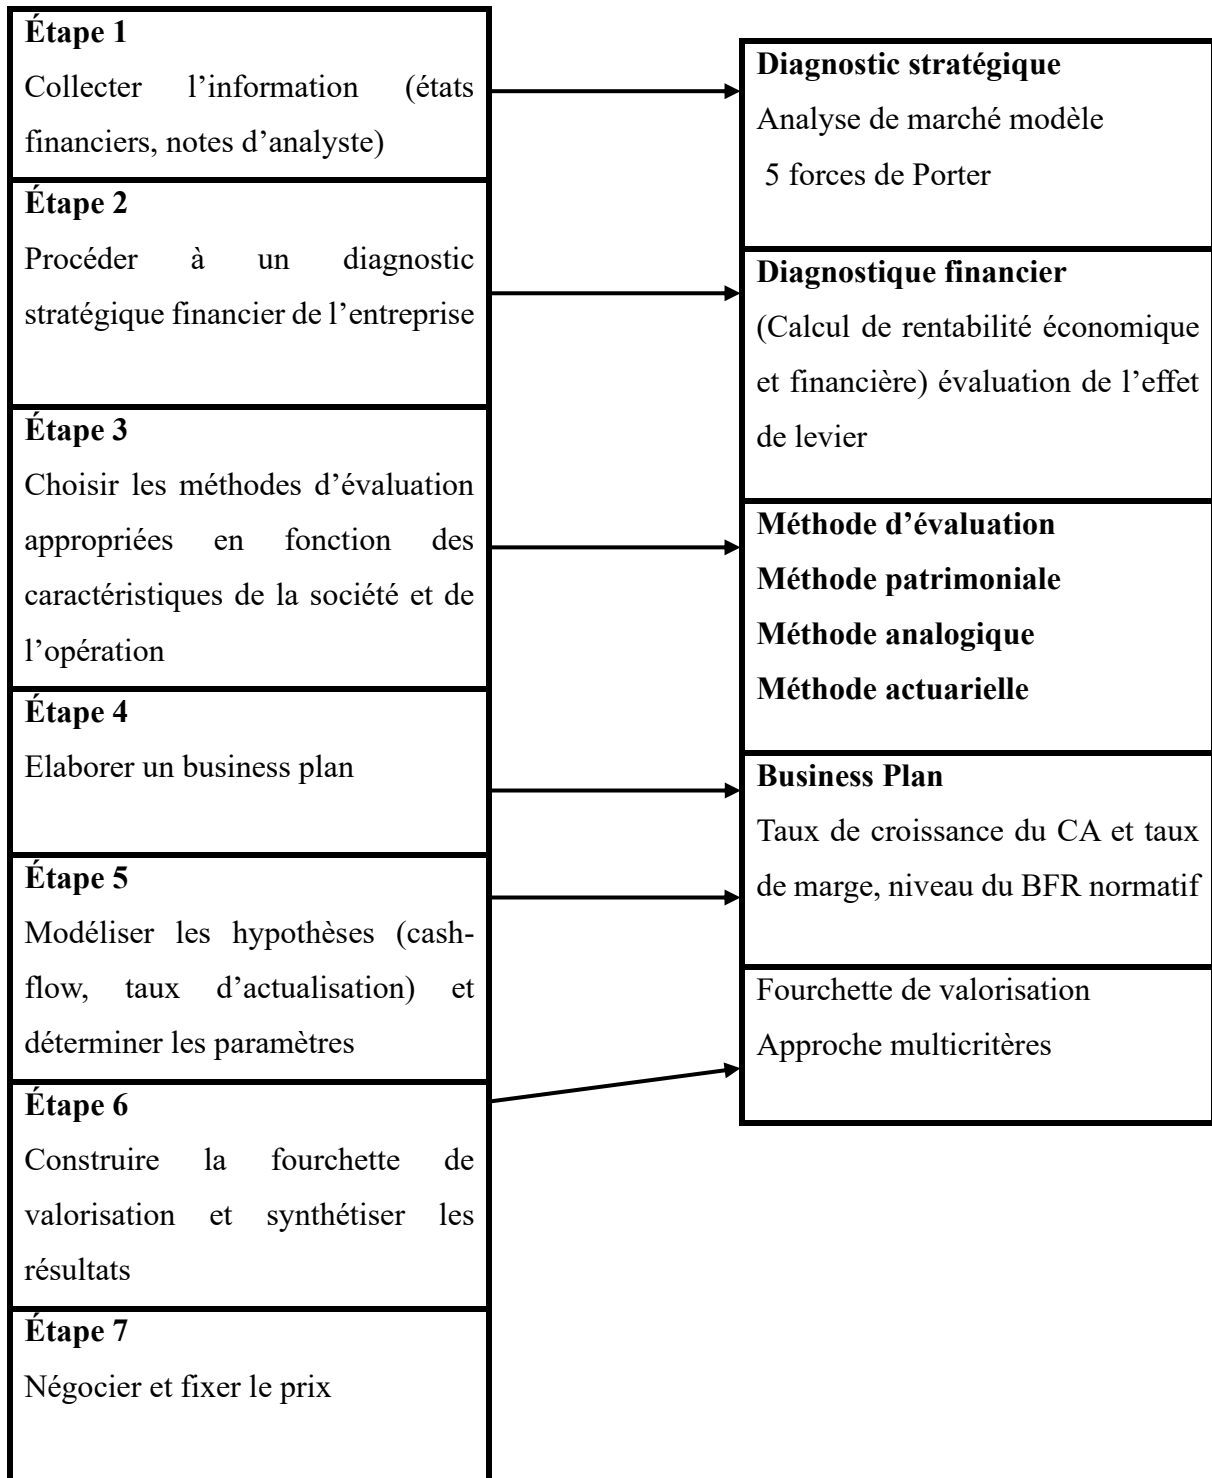 Étape 1
Collecter l’information (états
financiers, notes d’analyste)
Étape 2
Procéder à un diagnostic
stratégique financier de l’entreprise
Étape 3
Choisir les méthodes d’évaluation
appropriées en fonction des
caractéristiques de la société et de
l’opération
Étape 4
Elaborer un business plan
Étape 5
Modéliser les hypothèses (cash-
flow, taux d’actualisation) et
déterminer les paramètres
Étape 6
Construire la fourchette de
valorisation et synthétiser les
résultats
Étape 7
Négocier et fixer le prix
Diagnostic stratégique
Analyse de marché modèle
5 forces de Porter
Diagnostique financier
(Calcul de rentabilité économique
et financière) évaluation de l’effet
de levier
Méthode d’évaluation
Méthode patrimoniale
Méthode analogique
Méthode actuarielle
Business Plan
Taux de croissance du CA et taux
de marge, niveau du BFR normatif
Fourchette de valorisation
Approche multicritères